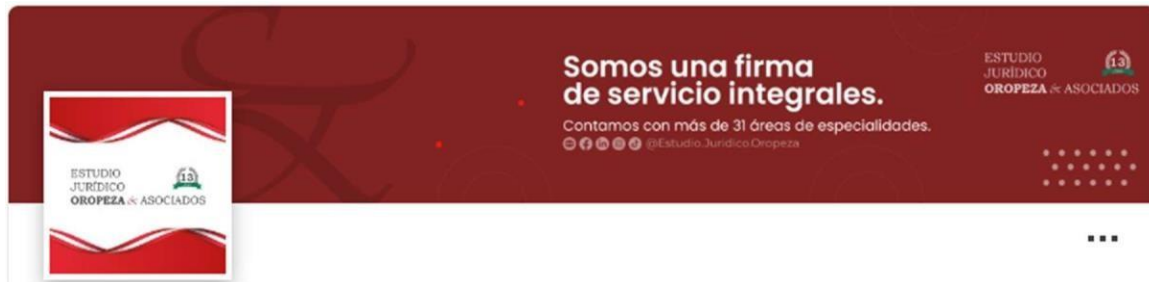 Somos una firma
de servicio integrales.
Contamos con más de 31 áreas de especialidades.
@Estudio.Juridico.Oropeza
ESTUDIO
JURÍDICO
OROPEZA & ASOCIADOS
13
ESTUDIO
JURÍDICO
OROPEZA & ASOCIADOS
13